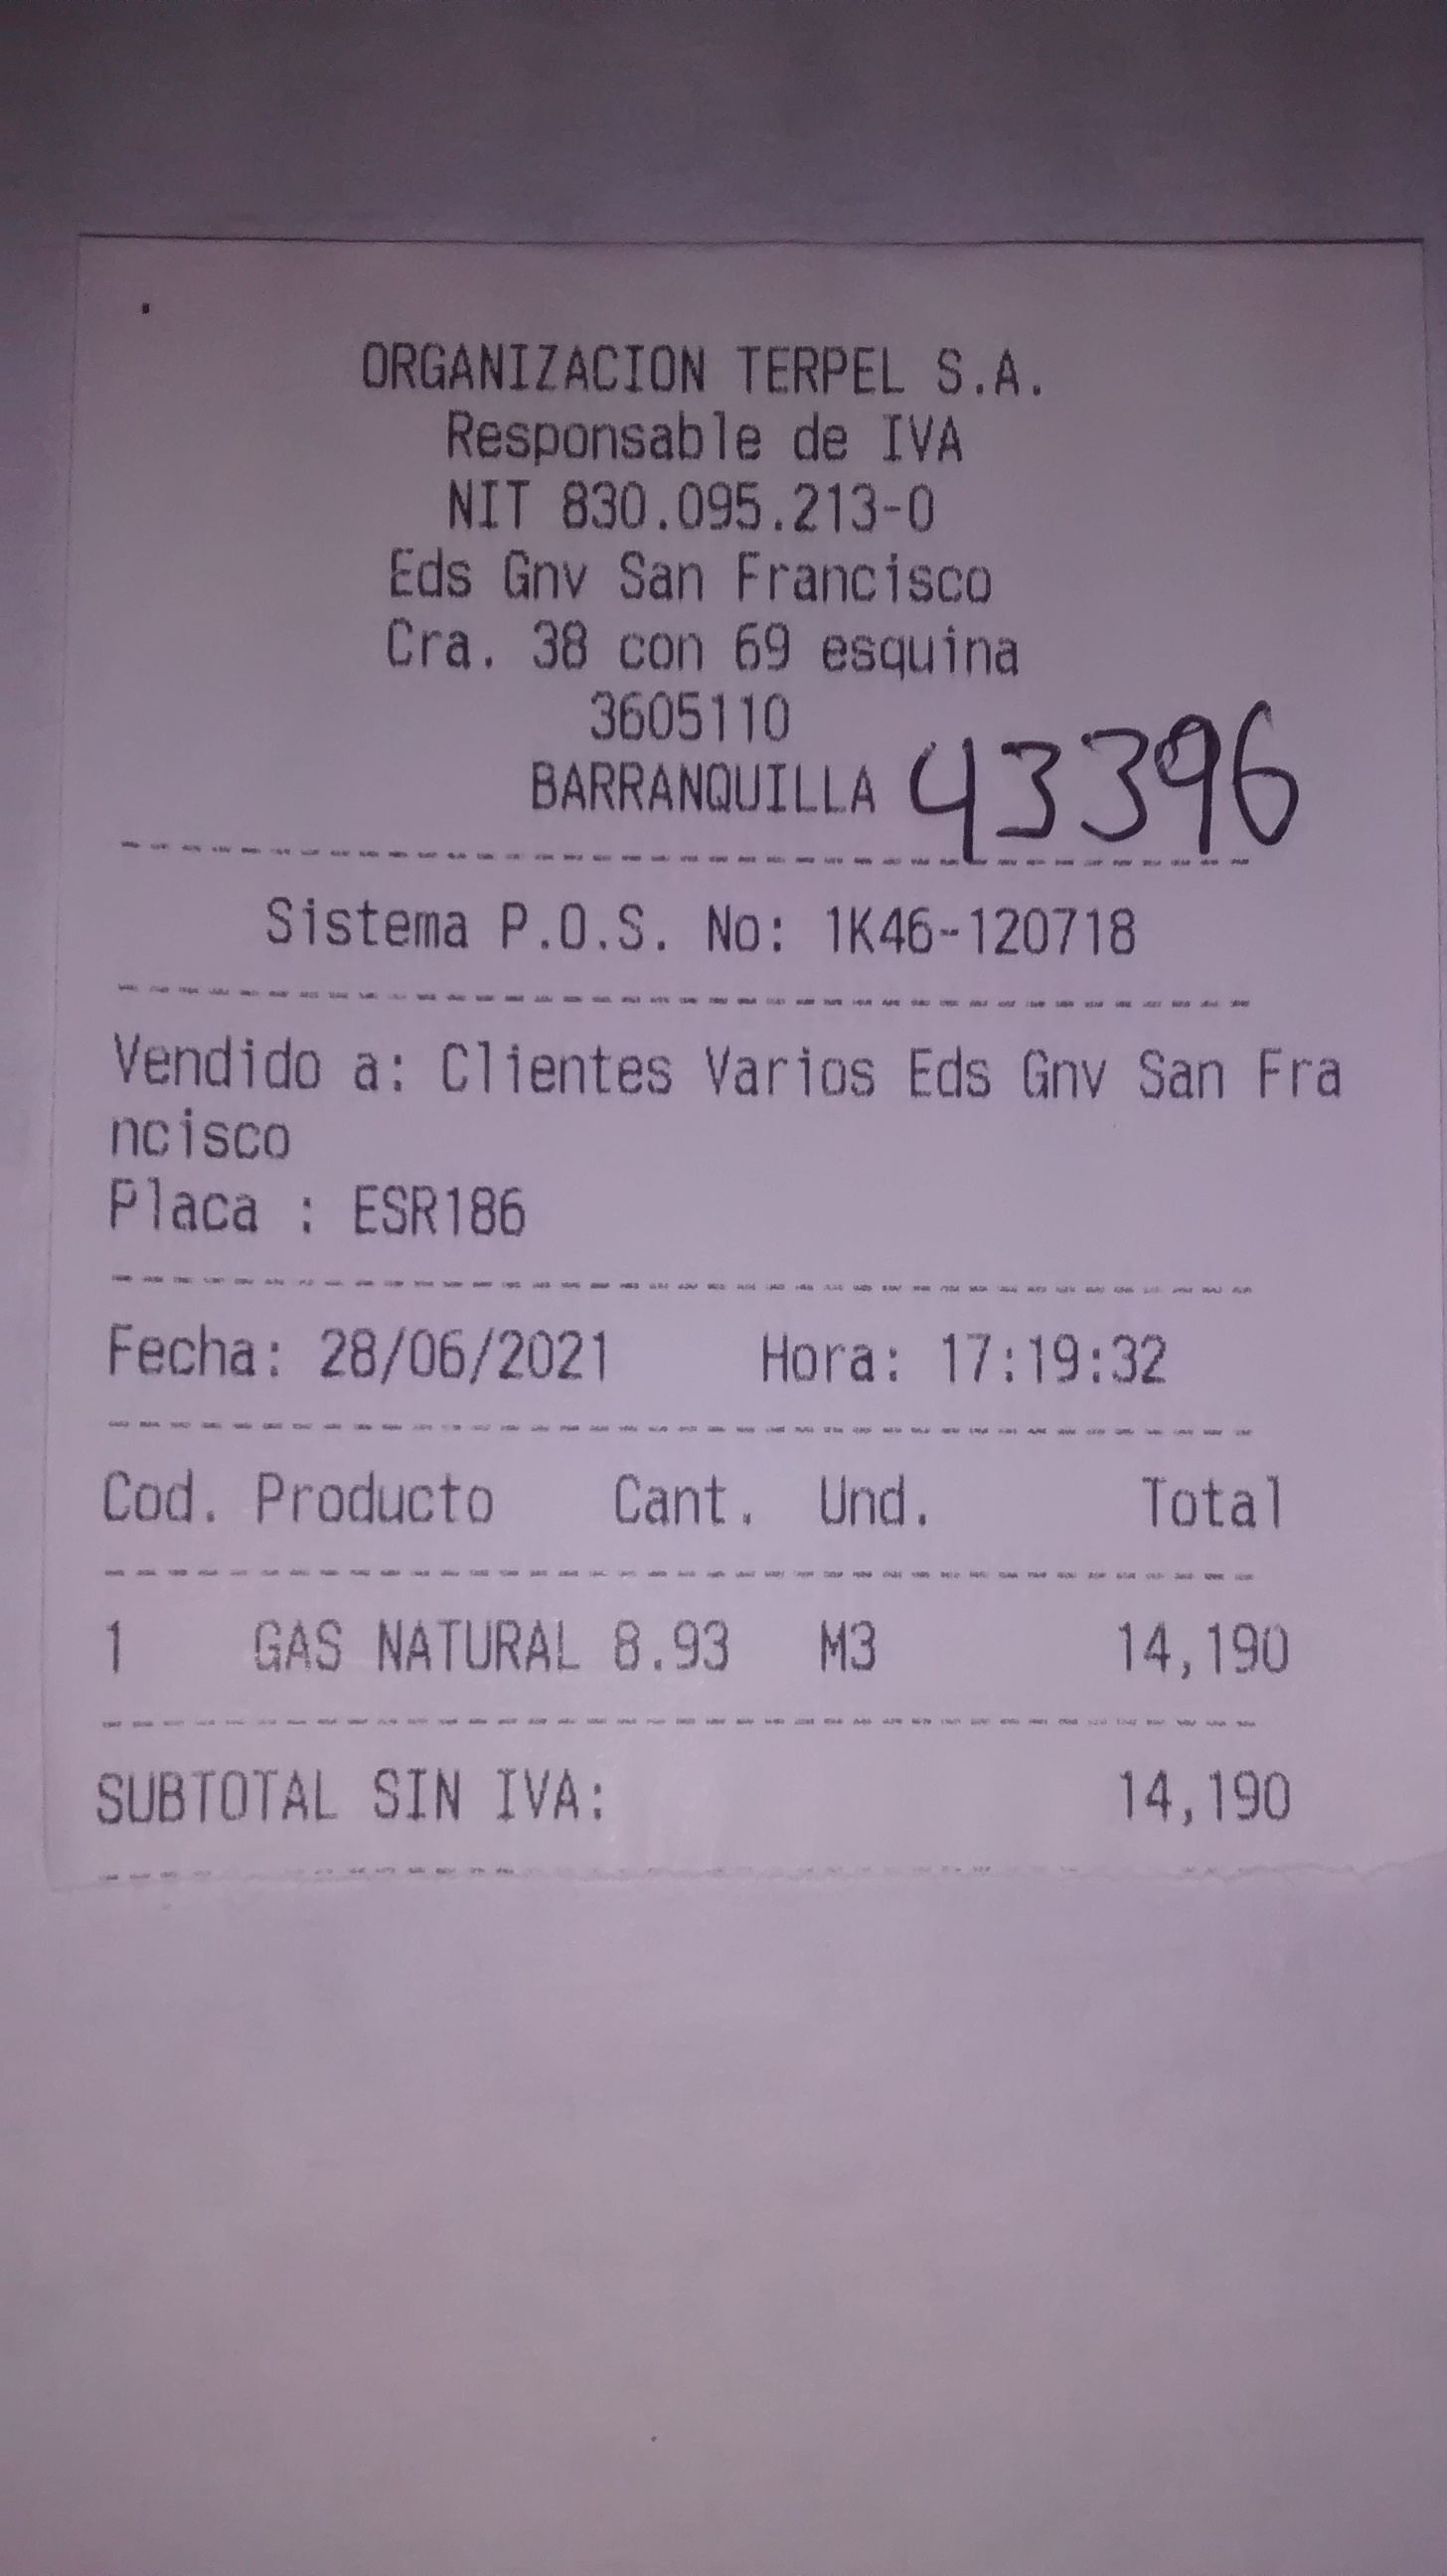 ORGANIZACION TERPEL S.A.
Responsable de IVA
NIT 830.095.213-0
Eds Gnv San Francisco
Cra. 38 con 69 esquina
3605110
BARRANQUILLA 43396
Sistema P.O.S. No: 1K46-120718
Vendido a: Clientes Varios Eds Gnv San Fra
ncisco
Placa : ESR186
Fecha: 28/06/2021 Hora: 17:19:32
Cod. Producto Cant. Und. Total
1 GAS NATURAL 8.93 M3 14,190
SUBTOTAL SIN IVA: 14,190